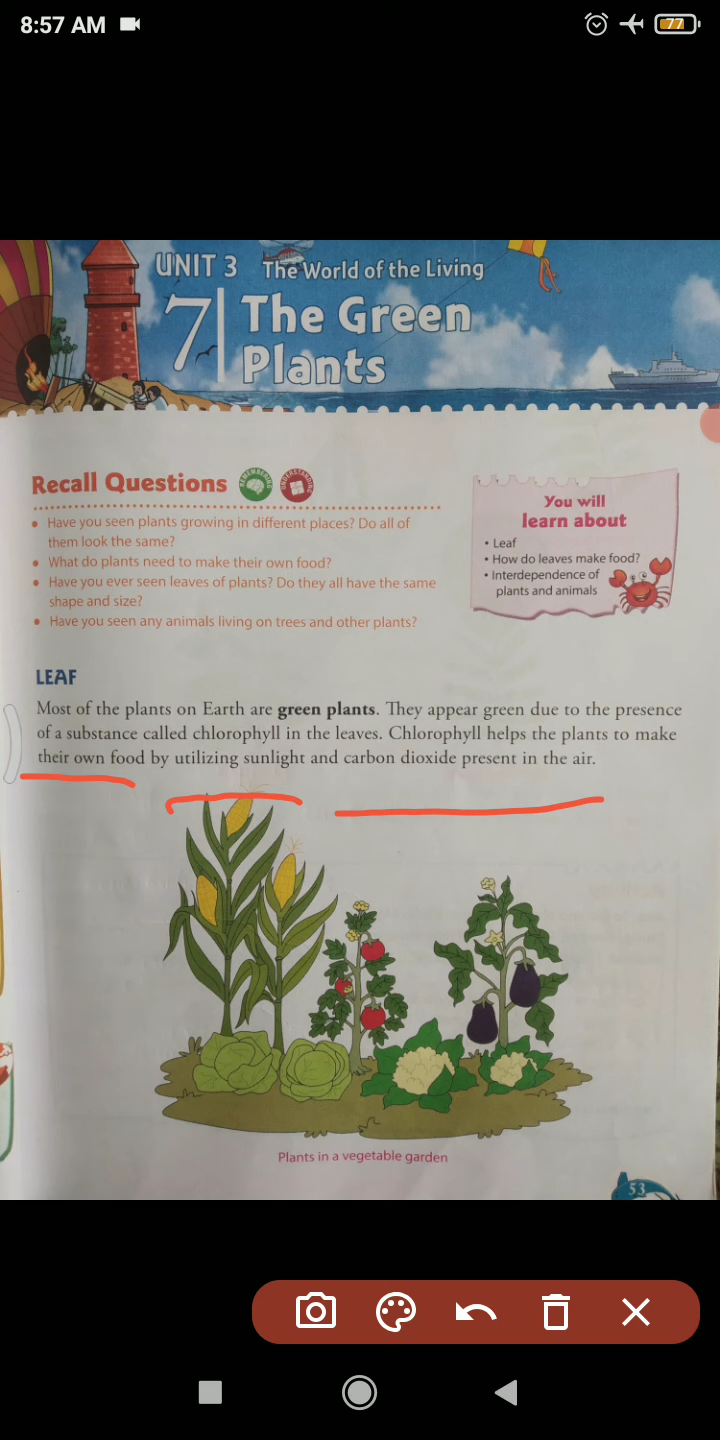 8:57 AM
77
UNIT 3 The World of the Living
7 The Green
Plants
Recall Questions
REMEMBERING
UNDERSTANDING
• Have you seen plants growing in different places? Do all of
them look the same?
• What do plants need to make their own food?
• Have you ever seen leaves of plants? Do they all have the same
shape and size?
• Have you seen any animals living on trees and other plants?
You will
learn about
• Leaf
• How do leaves make food?
• Interdependence of
plants and animals
LEAF
Most of the plants on Earth are green plants. They appear green due to the presence
of a substance called chlorophyll in the leaves. Chlorophyll helps the plants to make
their own food by utilizing sunlight and carbon dioxide present in the air.
Plants in a vegetable garden
53